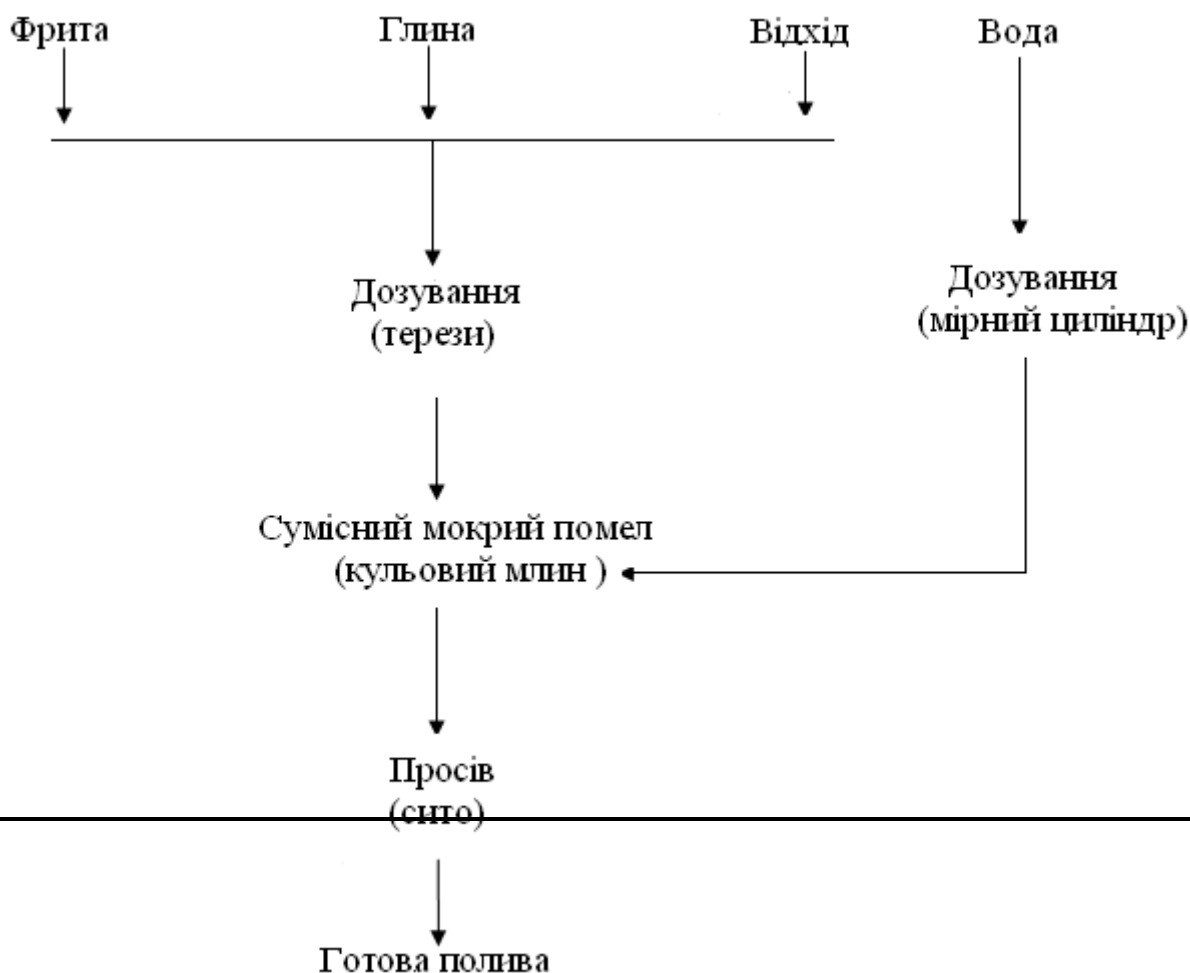 Фрита Глина Відхід Вода
Дозування
(терези)
Дозування
(мірний циліндр)
Сумісний мокрий помел
(кульовий млин )
Просів
(сито)
Готова полива